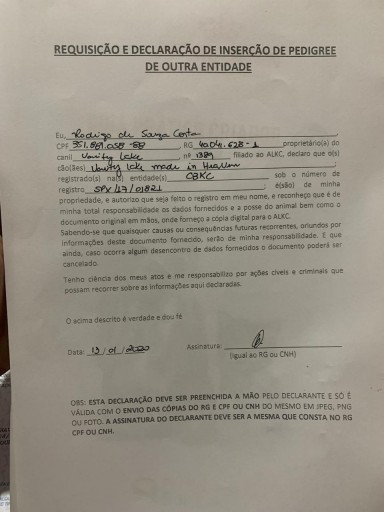 REQUISIÇÃO E DECLARAÇÃO DE INSERÇÃO DE PEDIGREE
DE OUTRA ENTIDADE
Eu, Rodrigo de Souza Costa
CPF 351.869.058-88 RG 40.041.628-1 proprietário(a) do
canil Vanity Lake nº 1389 filiado ao ALKC, declaro que o(s)
cão(ães) Vanity Lake made in Heaven
registrado(s) na(s) entidade(s) CBKC sob o número de
registro SPX/17/01821 é(são) de minha
propriedade, e autorizo que seja feito o registro em meu nome, e reconheço que é de
minha total responsabilidade os dados fornecidos e a posse do animal bem como o
documento original em mãos, onde forneço a cópia digital para o ALKC.
Sabendo-se que quaisquer causas ou consequências futuras recorrentes, oriundos por
informações deste documento fornecido, serão de minha responsabilidade. E que
ainda, caso ocorra algum desencontro de dados fornecidos o documento poderá ser
cancelado.
Tenho ciência dos meus atos e me responsabilizo por ações cíveis e criminais que
possam recorrer sobre as informações aqui declaradas.
O acima descrito é verdade e dou fé
Data: 13/01/2020 Assinatura:
(Igual ao RG ou CNH)
OBS: ESTA DECLARAÇÃO DEVE SER PREENCHIDA A MÃO PELO DECLARANTE E SÓ É
VÁLIDA COM O ENVIO DAS CÓPIAS DO RG E CPF OU CNH DO MESMO EM JPEG, PNG
OU FOTO. A ASSINATURA DO DECLARANTE DEVE SER A MESMA QUE CONSTA NO RG
CPF OU CNH.